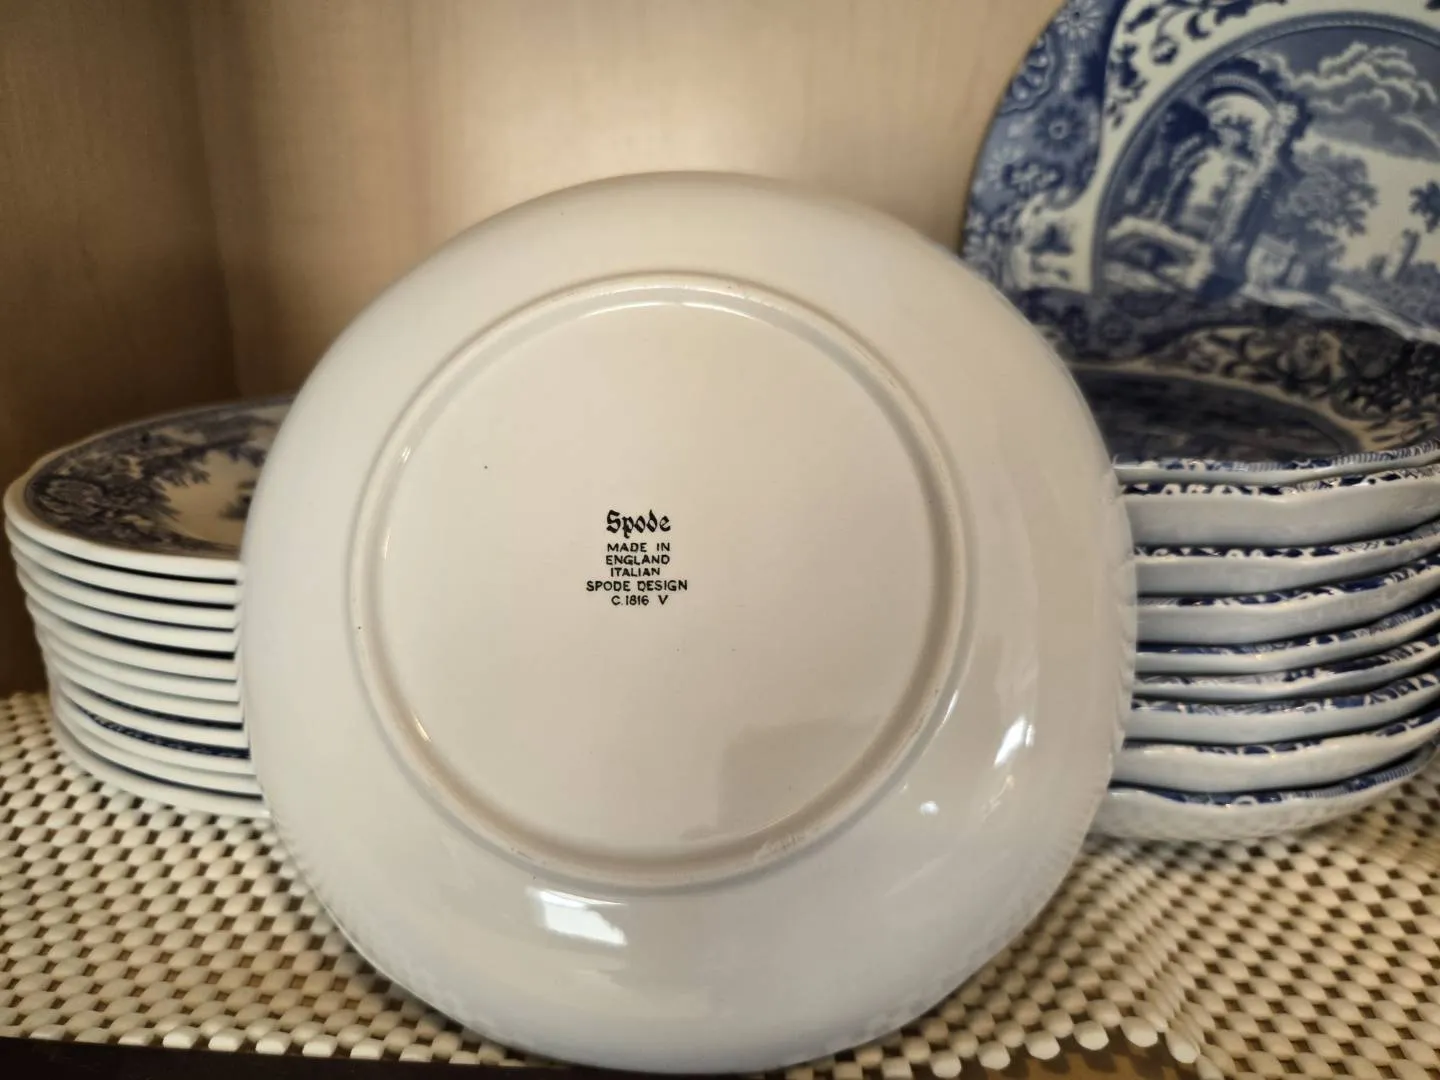 Spode
MADE IN
ENGLAND
ITALIAN
SPODE DESIGN
C.1816 V